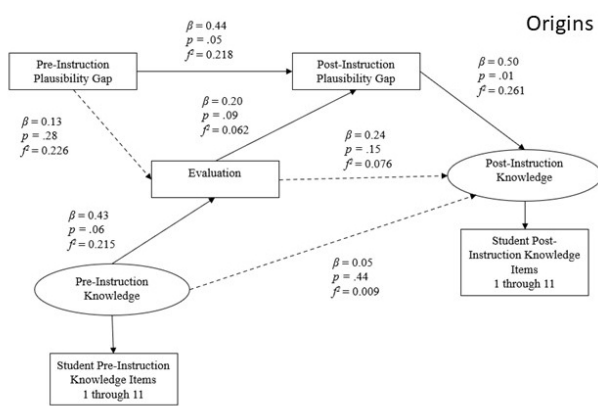 Origins
β = 0.44
p = .05
f² = 0.218
Pre-Instruction
Plausibility Gap
Post-Instruction
Plausibility Gap
β = 0.50
p = .01
f² = 0.261
β = 0.20
p = .09
f² = 0.062
β = 0.13
p = .28
f² = 0.226
β = 0.24
p = .15
f² = 0.076
Evaluation
Post-Instruction
Knowledge
β = 0.43
p = .06
f² = 0.215
Student Post-
Instruction Knowledge
Items
1 through 11
β = 0.05
p = .44
f² = 0.009
Pre-Instruction
Knowledge
Student Pre-Instruction
Knowledge Items
1 through 11